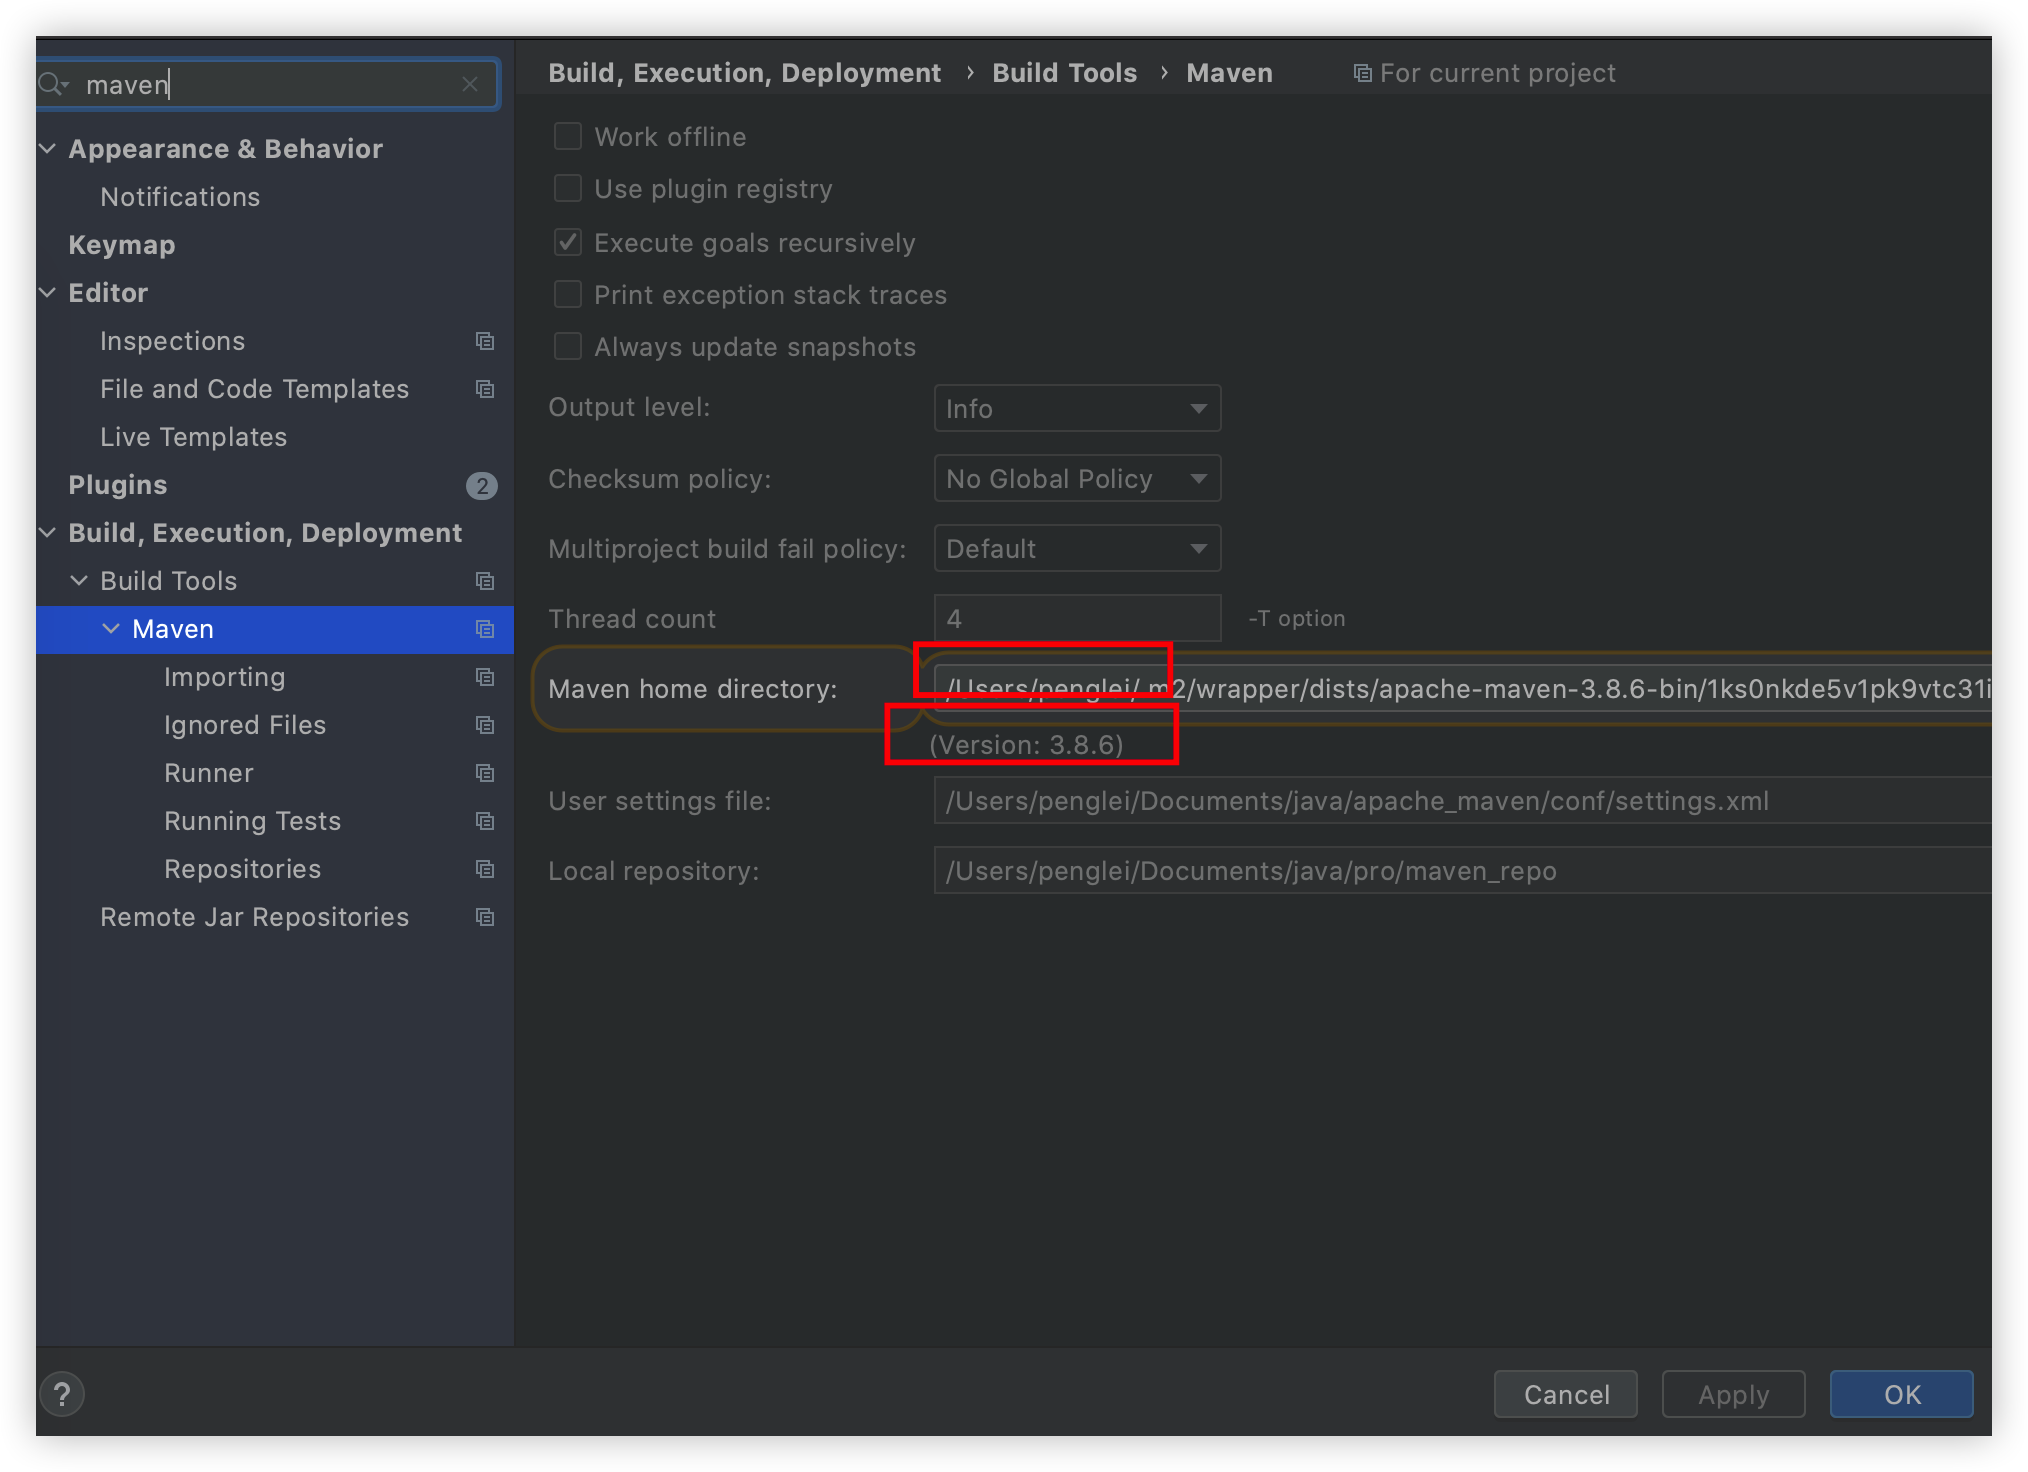 maven
Appearance & Behavior
Notifications
Keymap
Editor
Inspections
File and Code Templates
Live Templates
Plugins 2
Build, Execution, Deployment
Build Tools
Maven
Importing
Ignored Files
Runner
Running Tests
Repositories
Remote Jar Repositories
Build, Execution, Deployment › Build Tools › Maven For current project
Work offline
Use plugin registry
Execute goals recursively
Print exception stack traces
Always update snapshots
Output level: Info
Checksum policy: No Global Policy
Multiproject build fail policy: Default
Thread count 4 -T option
Maven home directory: /Users/penglei/.m2/wrapper/dists/apache-maven-3.8.6-bin/1ks0nkde5v1pk9vtc31i
(Version: 3.8.6)
User settings file: /Users/penglei/Documents/java/apache_maven/conf/settings.xml
Local repository: /Users/penglei/Documents/java/pro/maven_repo
? Cancel Apply OK